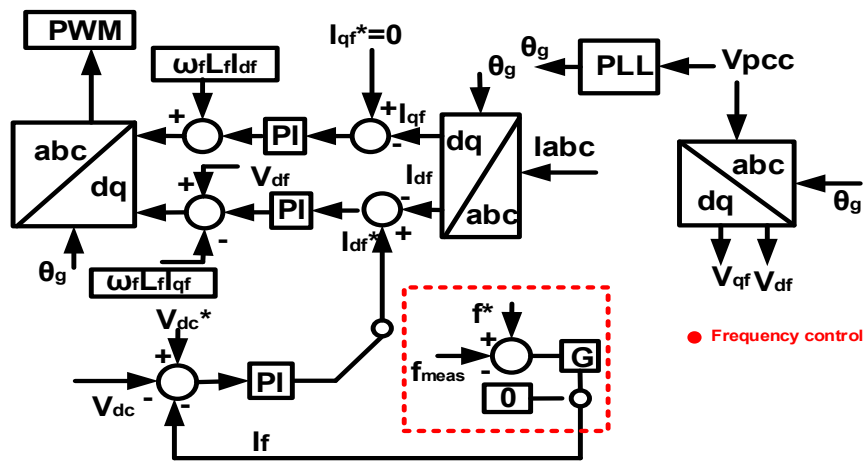 PWM
ωfLfIdf
Iqf*=0
θg
θg
PLL
Vpcc
+
PI
+
Iqf
-
abc
dq
dq
abc
Iabc
abc
dq
θg
+
Vdf
Idf
-
-
PI
Idf*
+
θg
ωfLfIqf
Vqf
Vdf
Vdc*
f*
Frequency control
+
+
G
fmeas
-
PI
Vdc
-
-
0
If